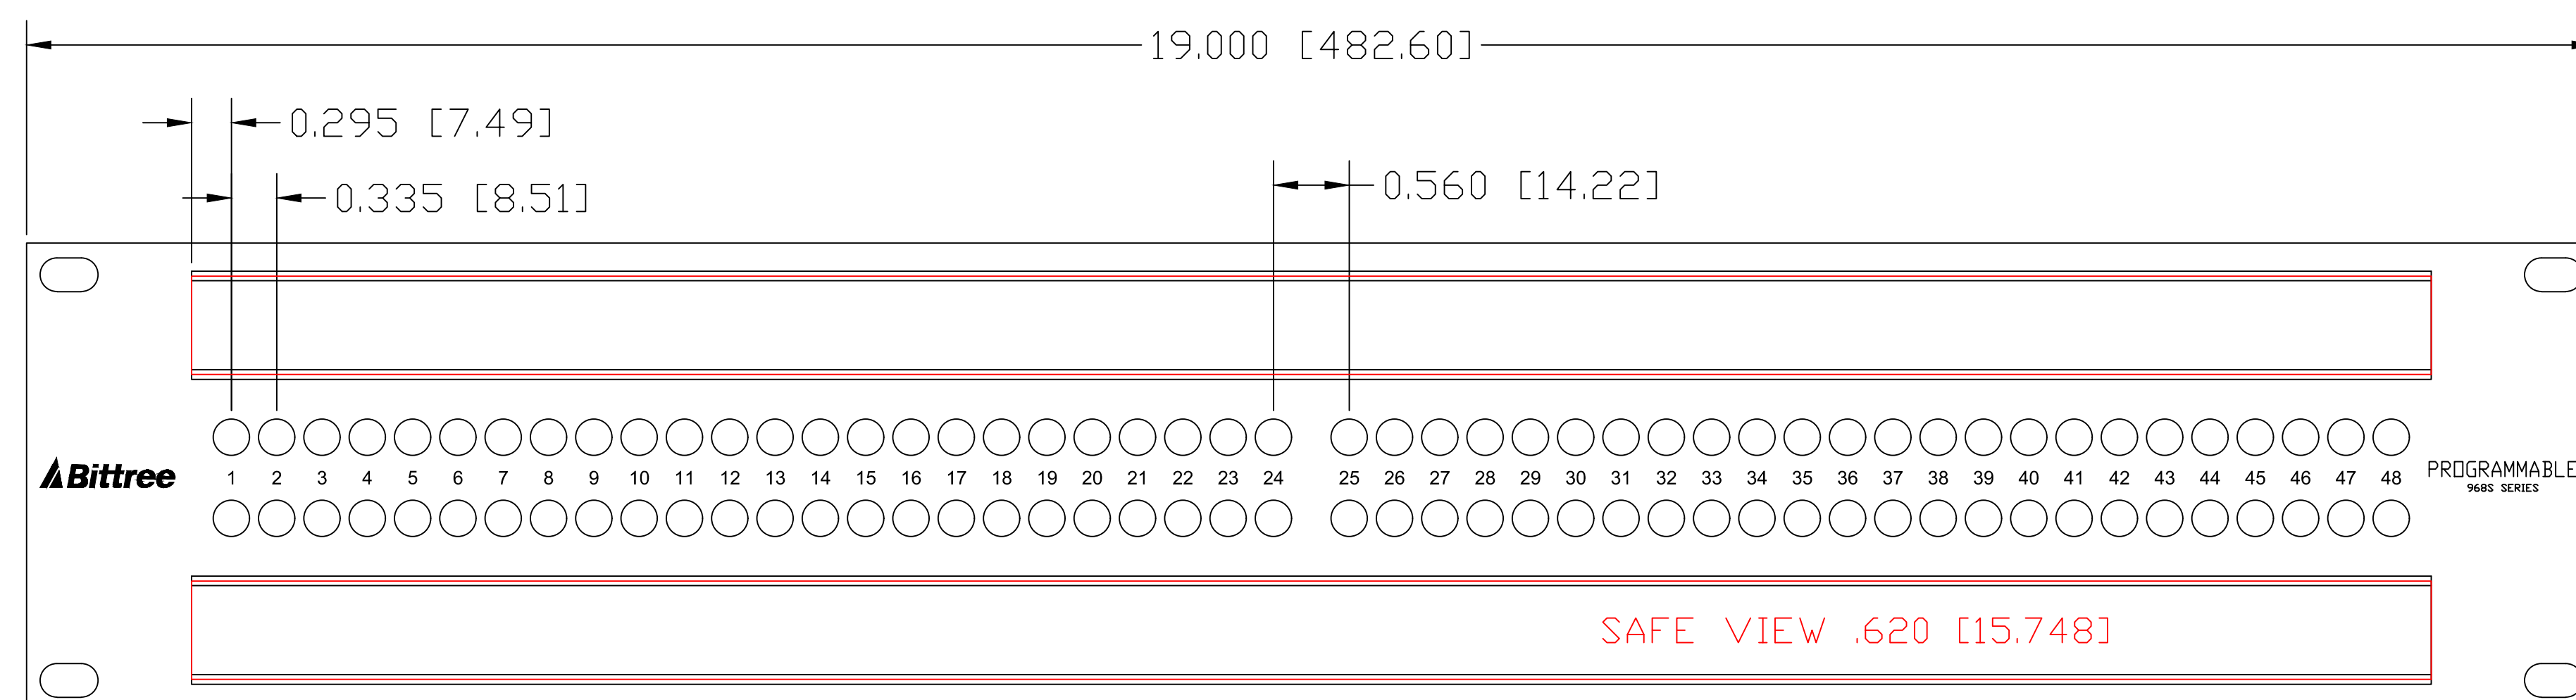 19.000 [482.60]
0.295 [7.49]
0.335 [8.51]
0.560 [14.22]
Bittree
1 2 3 4 5 6 7 8 9 10 11 12 13 14 15 16 17 18 19 20 21 22 23 24 25 26 27 28 29 30 31 32 33 34 35 36 37 38 39 40 41 42 43 44 45 46 47 48
PROGRAMMABLE
968S SERIES
SAFE VIEW .620 [15.748]